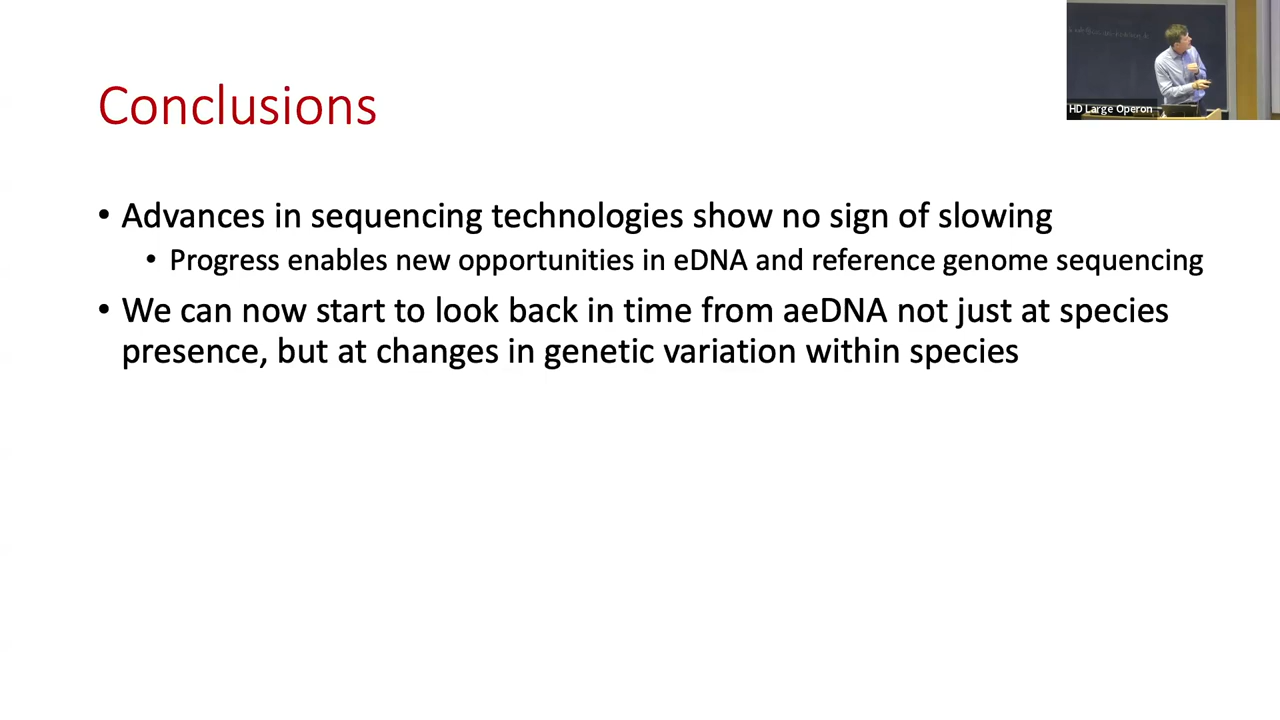 Conclusions
• Advances in sequencing technologies show no sign of slowing
• Progress enables new opportunities in eDNA and reference genome sequencing
• We can now start to look back in time from aeDNA not just at species
presence, but at changes in genetic variation within species
HD Large Operon